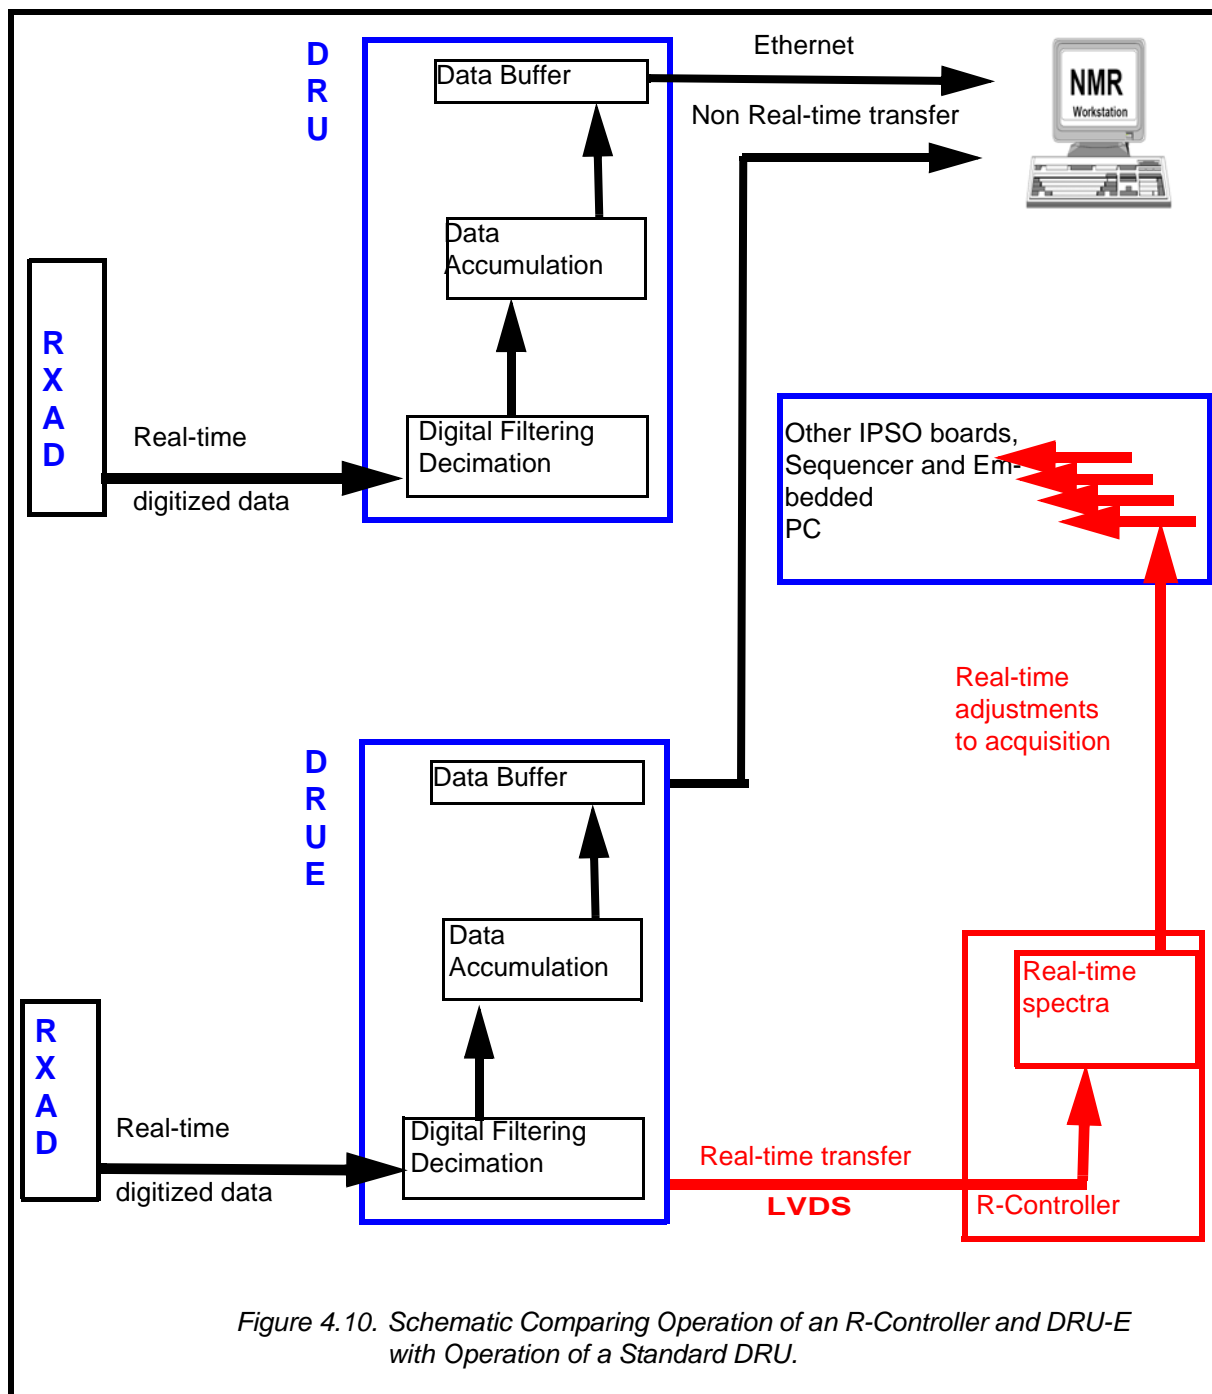 D
R
U
Data Buffer
Ethernet
Non Real-time transfer
NMR
Workstation
Data
Accumulation
R
X
A
D
Real-time
digitized data
Digital Filtering
Decimation
Other IPSO boards,
Sequencer and Em-
bedded
PC
Real-time
adjustments
to acquisition
D
R
U
E
Data Buffer
Data
Accumulation
R
X
A
D
Real-time
digitized data
Digital Filtering
Decimation
Real-time transfer
LVDS
Real-time
spectra
R-Controller
Figure 4.10. Schematic Comparing Operation of an R-Controller and DRU-E
with Operation of a Standard DRU.